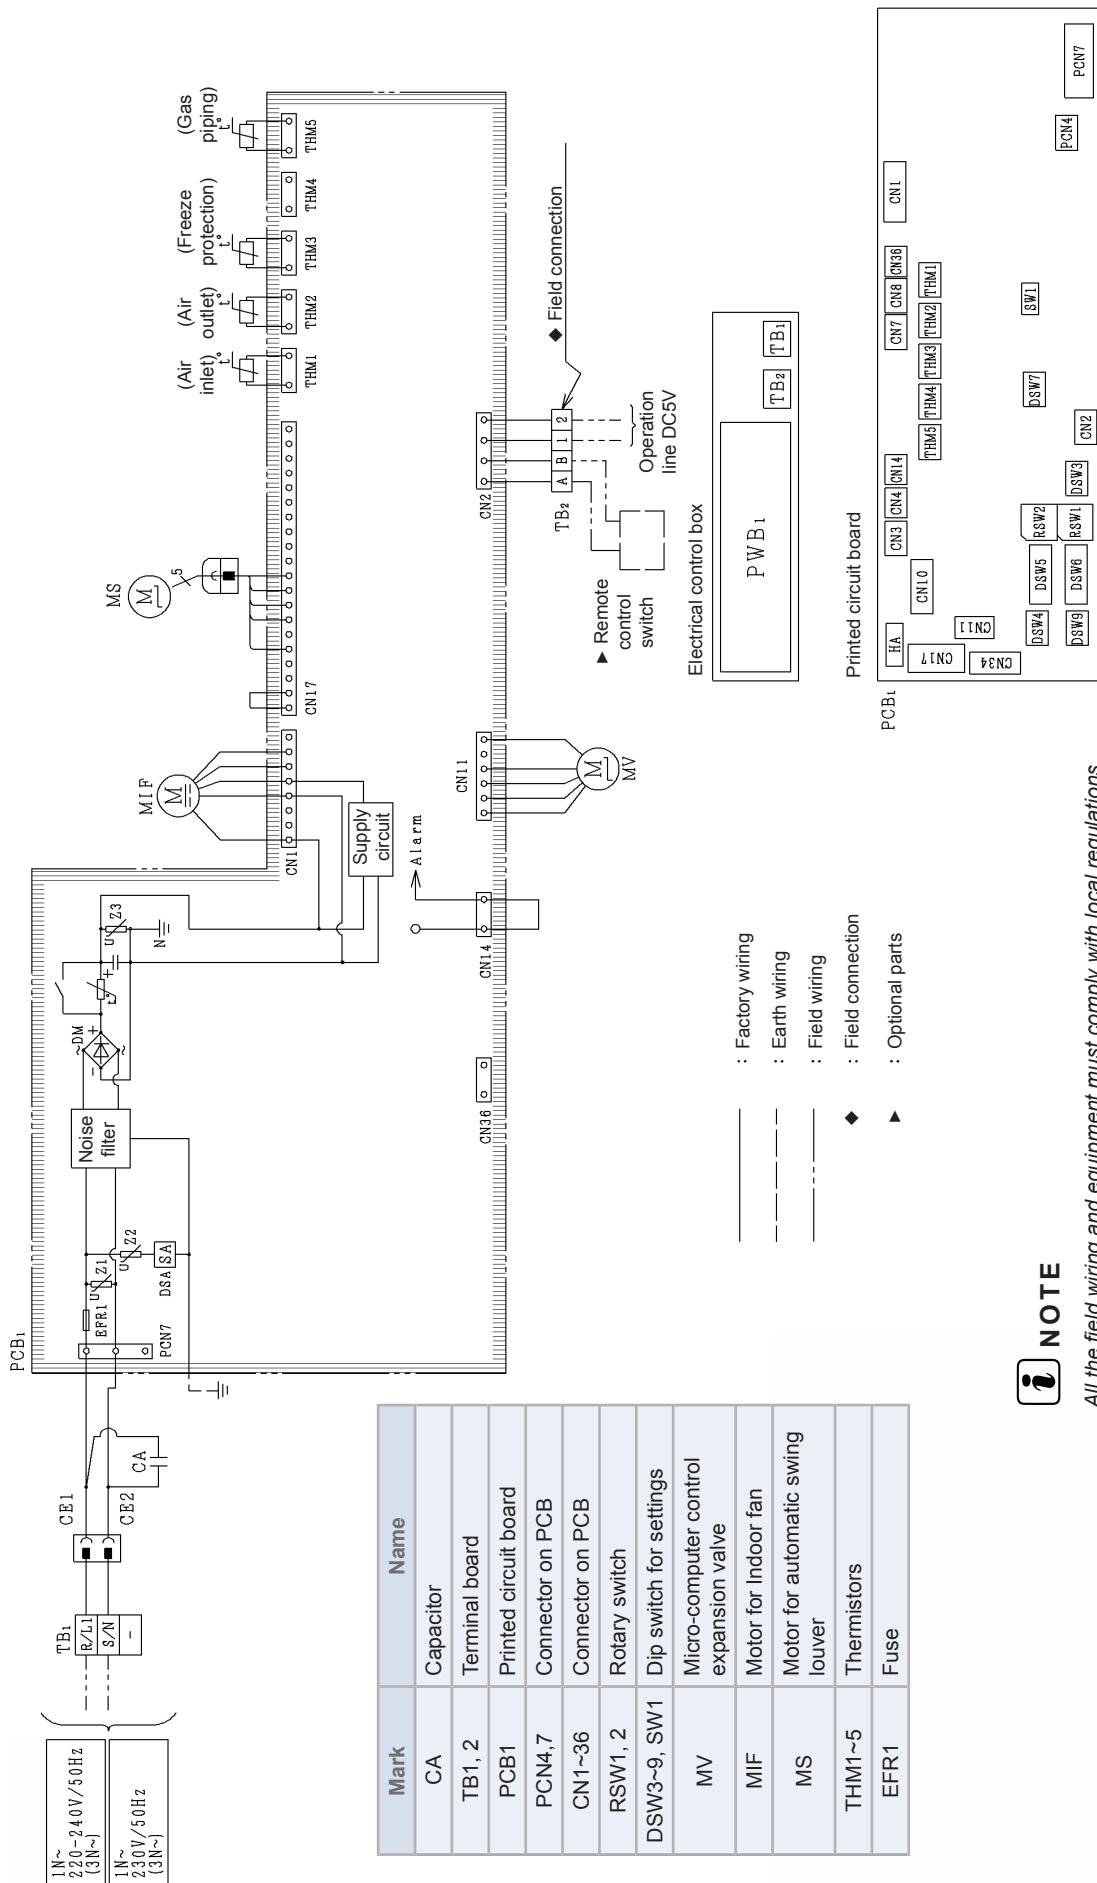 1N~
220-240V/50Hz
(3N~)
1N~
230V/50Hz
(3N~)
TB1
R/L1
S/N
-
CE1
CE2
CA
PCB1
PCN7
EFR1
U
Z1
U
Z2
DSA
SA
Noise
filter
~DM
+
-
~
t°
+
U
Z3
N
MIF
M
CN1
Supply
circuit
MS
M
5
CN17
(Air
inlet)
t°
THM1
(Air
outlet)
t°
THM2
(Freeze
protection)
t°
THM3
THM4
(Gas
piping)
t°
THM5
CN36
CN14
Alarm
CN11
M
MV
CN2
TB2
A
B
1
2
◆ Field connection
Operation
line DC5V
► Remote
control
switch
Mark Name
CA Capacitor
TB1, 2 Terminal board
PCB1 Printed circuit board
PCN4,7 Connector on PCB
CN1~36 Connector on PCB
RSW1, 2 Rotary switch
DSW3~9, SW1 Dip switch for settings
MV Micro-computer control
expansion valve
MIF Motor for Indoor fan
MS Motor for automatic swing
louver
THM1~5 Thermistors
EFR1 Fuse
: Factory wiring
: Earth wiring
: Field wiring
◆ : Field connection
► : Optional parts
Electrical control box
PWB1
TB2
TB1
Printed circuit board
PCB1
HA
CN3
CN4
CN14
CN7
CN8
CN36
CN1
CN17
CN10
THM5
THM4
THM3
THM2
THM1
CN34
CN11
DSW4
DSW5
RSW2
DSW7
SW1
PCN4
DSW9
DSW6
RSW1
DSW3
CN2
PCN7
i NOTE
All the field wiring and equipment must comply with local regulations